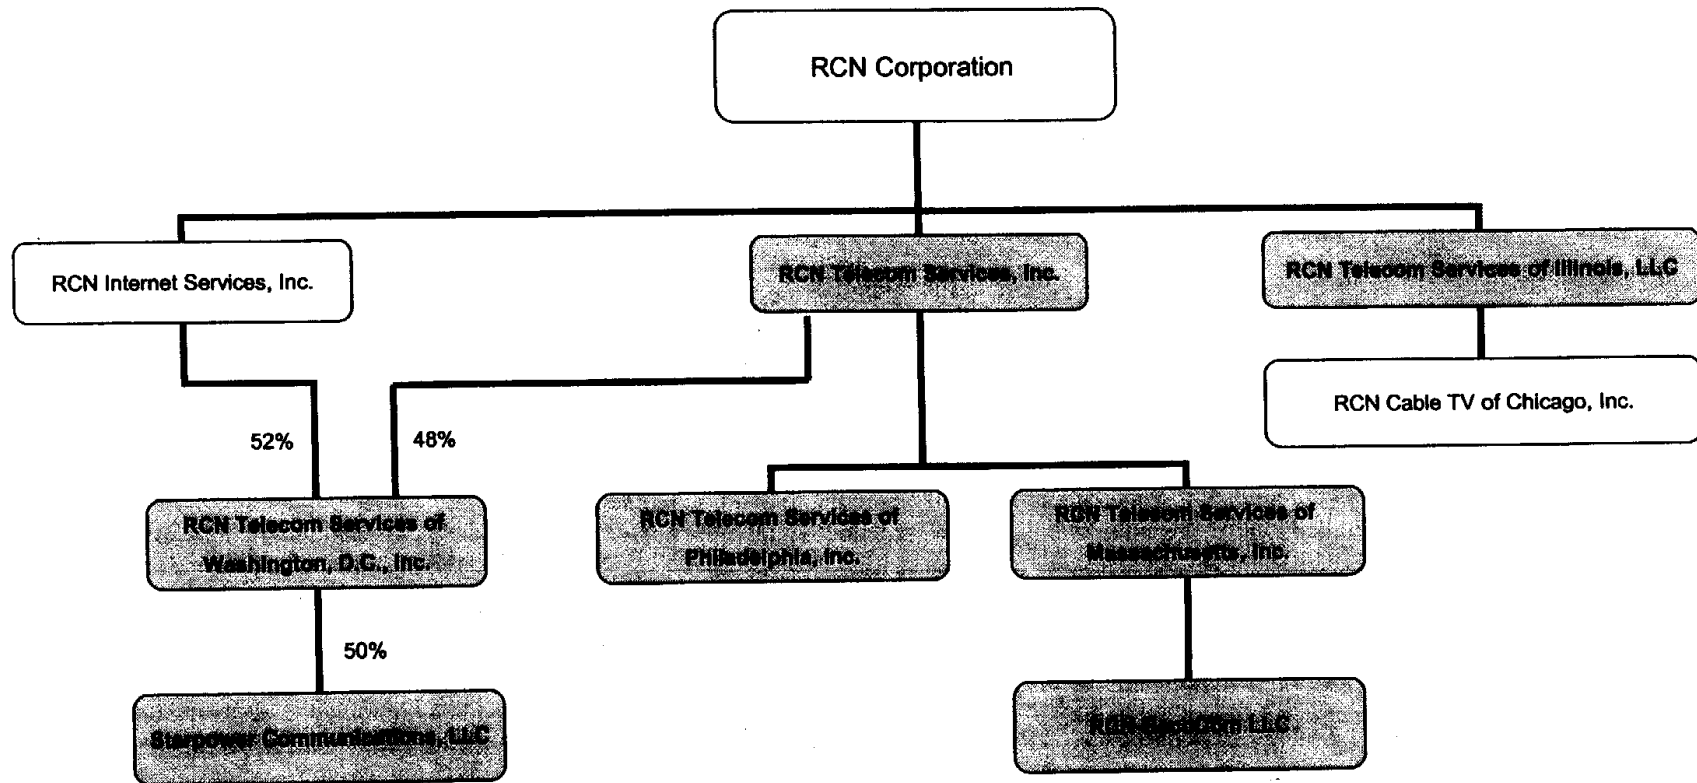 RCN Corporation
RCN Internet Services, Inc.
RCN Telecom Services, Inc.
RCN Telecom Services of Illinois, LLC
RCN Cable TV of Chicago, Inc.
52%
48%
RCN Telecom Services of
Washington, D.C., Inc.
RCN Telecom Services of
Philadelphia, Inc.
RCN Telecom Services of
Massachusetts, Inc.
50%
Starpower Communications, LLC
RCN LLC